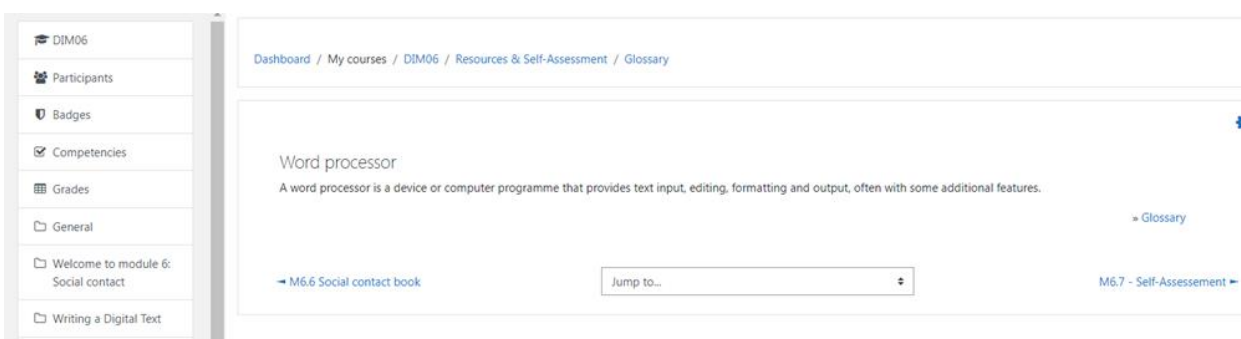 DIM06
Participants
Badges
Competencies
Grades
General
Welcome to module 6:
Social contact
Writing a Digital Text
Dashboard / My courses / DIM06 / Resources & Self-Assessment / Glossary
Word processor
A word processor is a device or computer programme that provides text input, editing, formatting and output, often with some additional features.
» Glossary
◄ M6.6 Social contact book
Jump to...
M6.7 - Self-Assessement ►